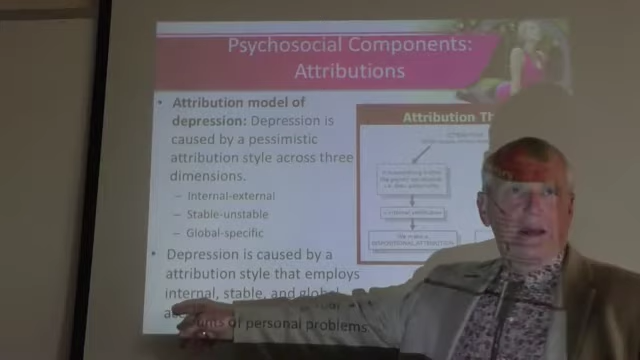 Psychosocial Components:
Attributions
• Attribution model of
depression: Depression is
caused by a pessimistic
attribution style across three
dimensions.
– Internal-external
– Stable-unstable
– Global-specific
• Depression is caused by a
attribution style that employs
internal, stable, and global
of personal problems.
Attribution Th